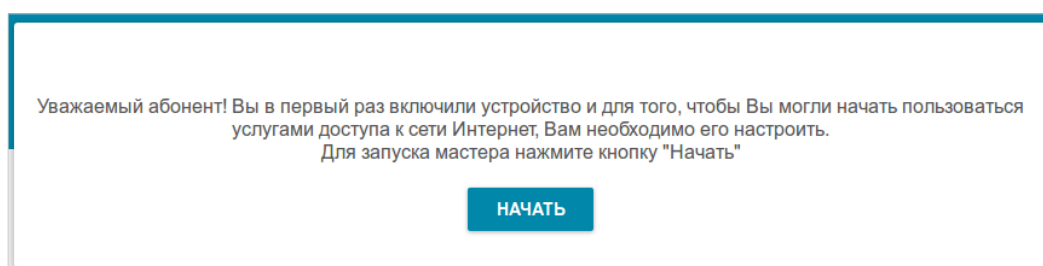 Уважаемый абонент! Вы в первый раз включили устройство и для того, чтобы Вы могли начать пользоваться
услугами доступа к сети Интернет, Вам необходимо его настроить.
Для запуска мастера нажмите кнопку "Начать"
НАЧАТЬ